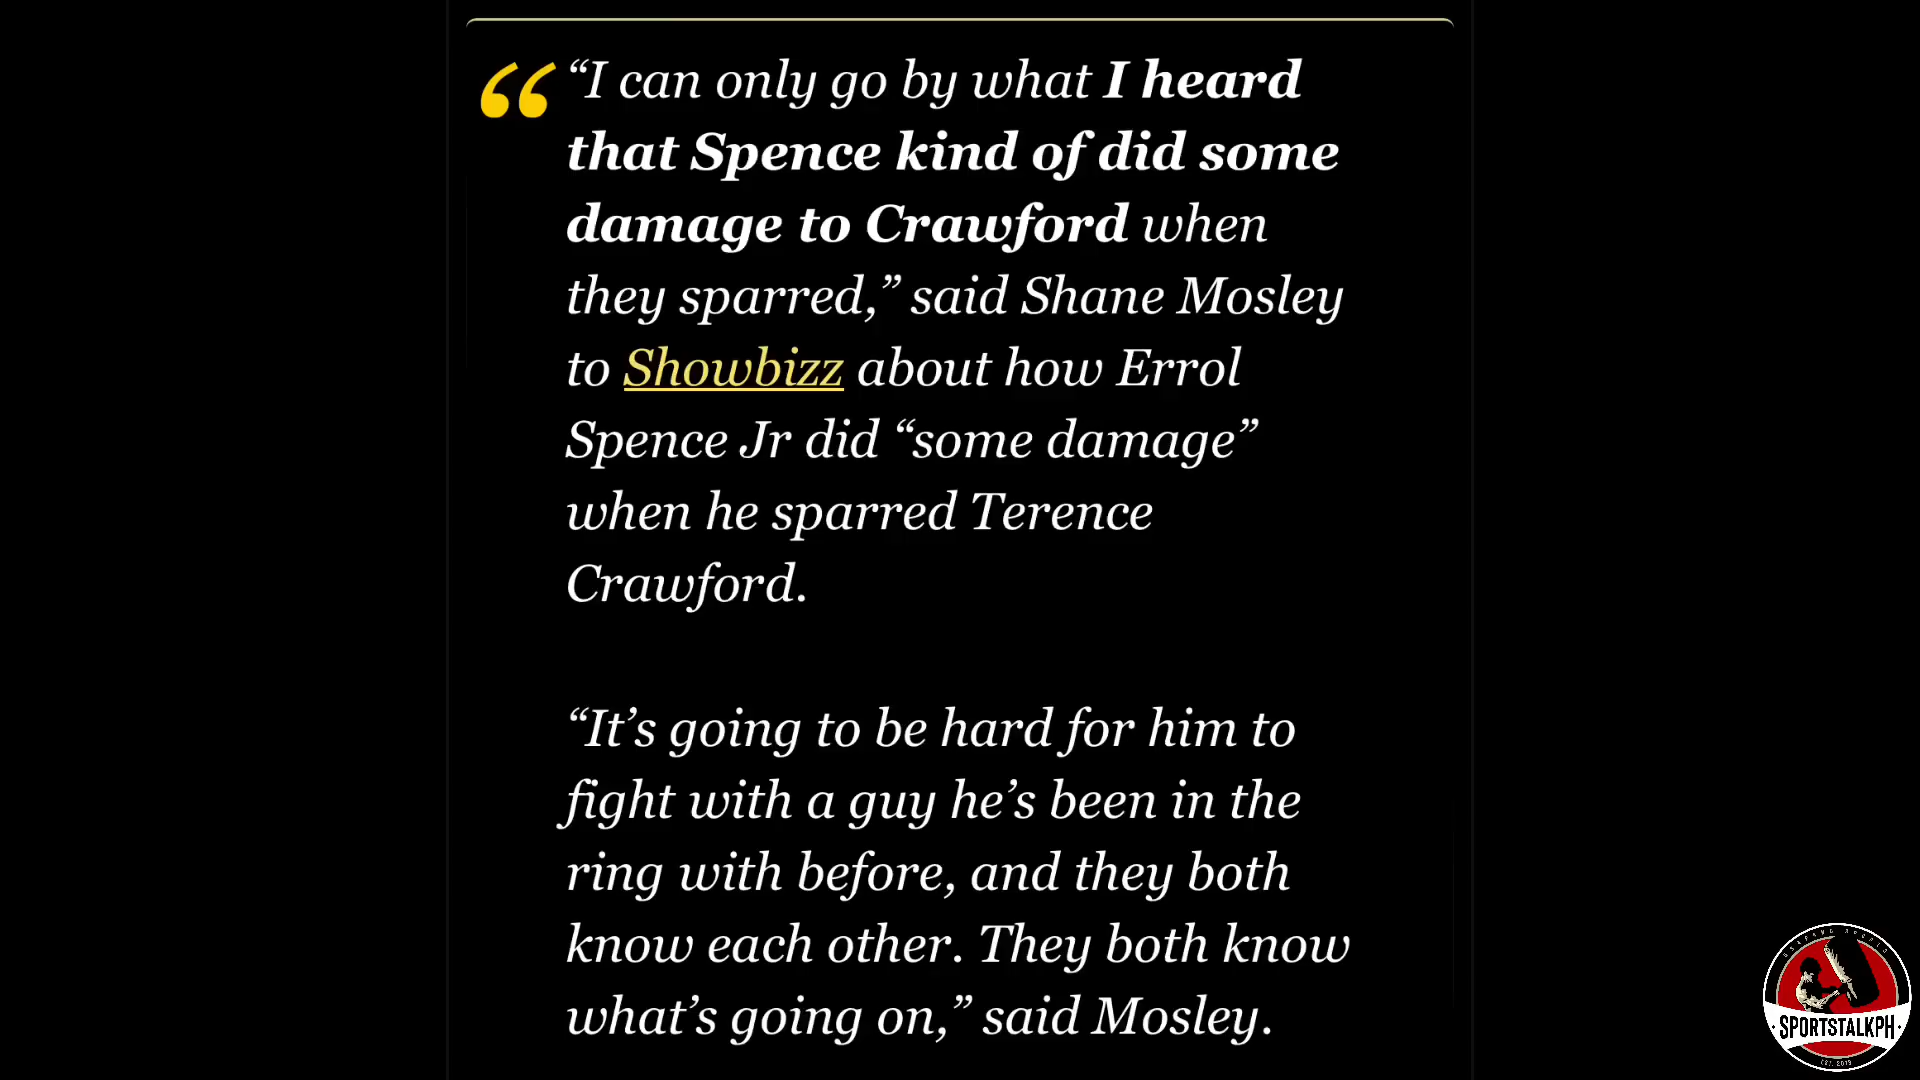 “I can only go by what I heard
that Spence kind of did some
damage to Crawford when
they sparred,” said Shane Mosley
to Showbizz about how Errol
Spence Jr did “some damage”
when he sparred Terence
Crawford.
“It’s going to be hard for him to
fight with a guy he’s been in the
ring with before, and they both
know each other. They both know
what’s going on,” said Mosley.
SPORTSTALKPH
EST. 2019